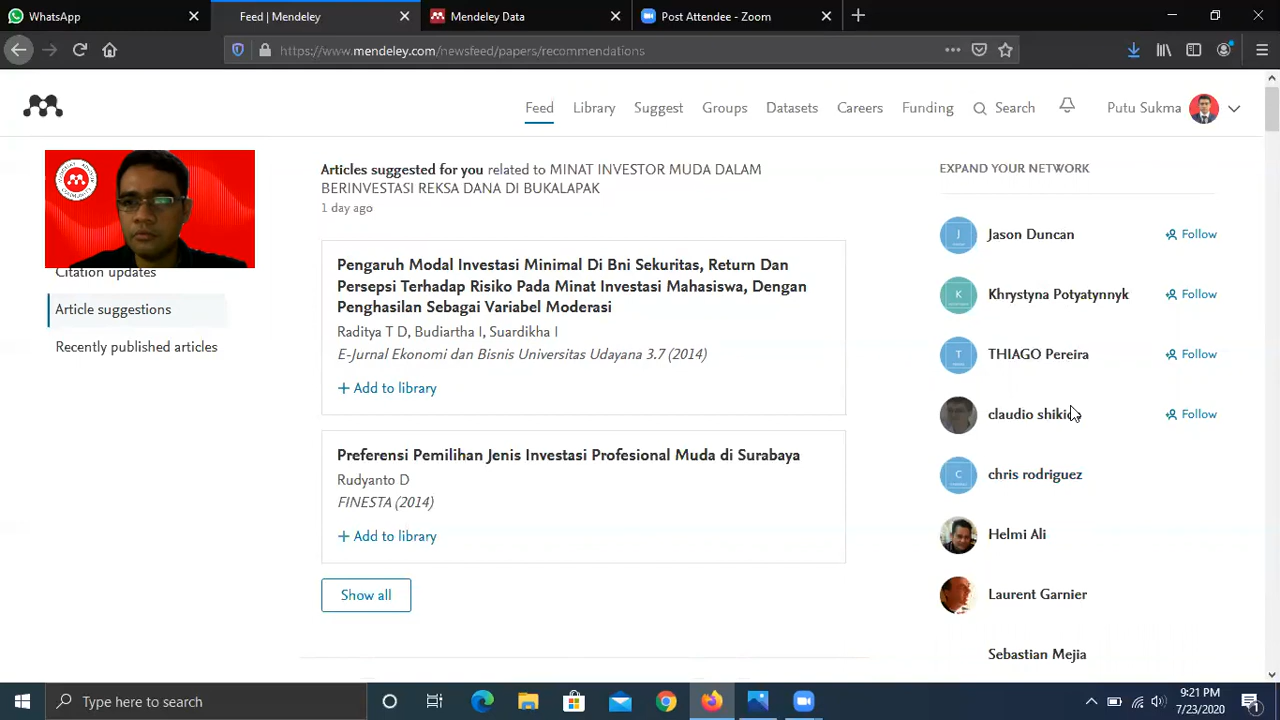 WhatsApp
Feed | Mendeley
Mendeley Data
Post Attendee - Zoom
https://www.mendeley.com/newsfeed/papers/recommendations
Feed
Library
Suggest
Groups
Datasets
Careers
Funding
Search
Putu Sukma
Citation updates
Article suggestions
Recently published articles
Articles suggested for you related to MINAT INVESTOR MUDA DALAM
BERINVESTASI REKSA DANA DI BUKALAPAK
1 day ago
Pengaruh Modal Investasi Minimal Di Bni Sekuritas, Return Dan
Persepsi Terhadap Risiko Pada Minat Investasi Mahasiswa, Dengan
Penghasilan Sebagai Variabel Moderasi
Raditya T D, Budiartha I, Suardikha I
E-Jurnal Ekonomi dan Bisnis Universitas Udayana 3.7 (2014)
+ Add to library
Preferensi Pemilihan Jenis Investasi Profesional Muda di Surabaya
Rudyanto D
FINESTA (2014)
+ Add to library
Show all
EXPAND YOUR NETWORK
J
Jason Duncan
Follow
K
Khrystyna Potyatynnyk
Follow
T
THIAGO Pereira
Follow
claudio
Follow
C
chris rodriguez
Helmi Ali
Laurent Garnier
Sebastian Mejia
Type here to search
9:21 PM
7/23/2020